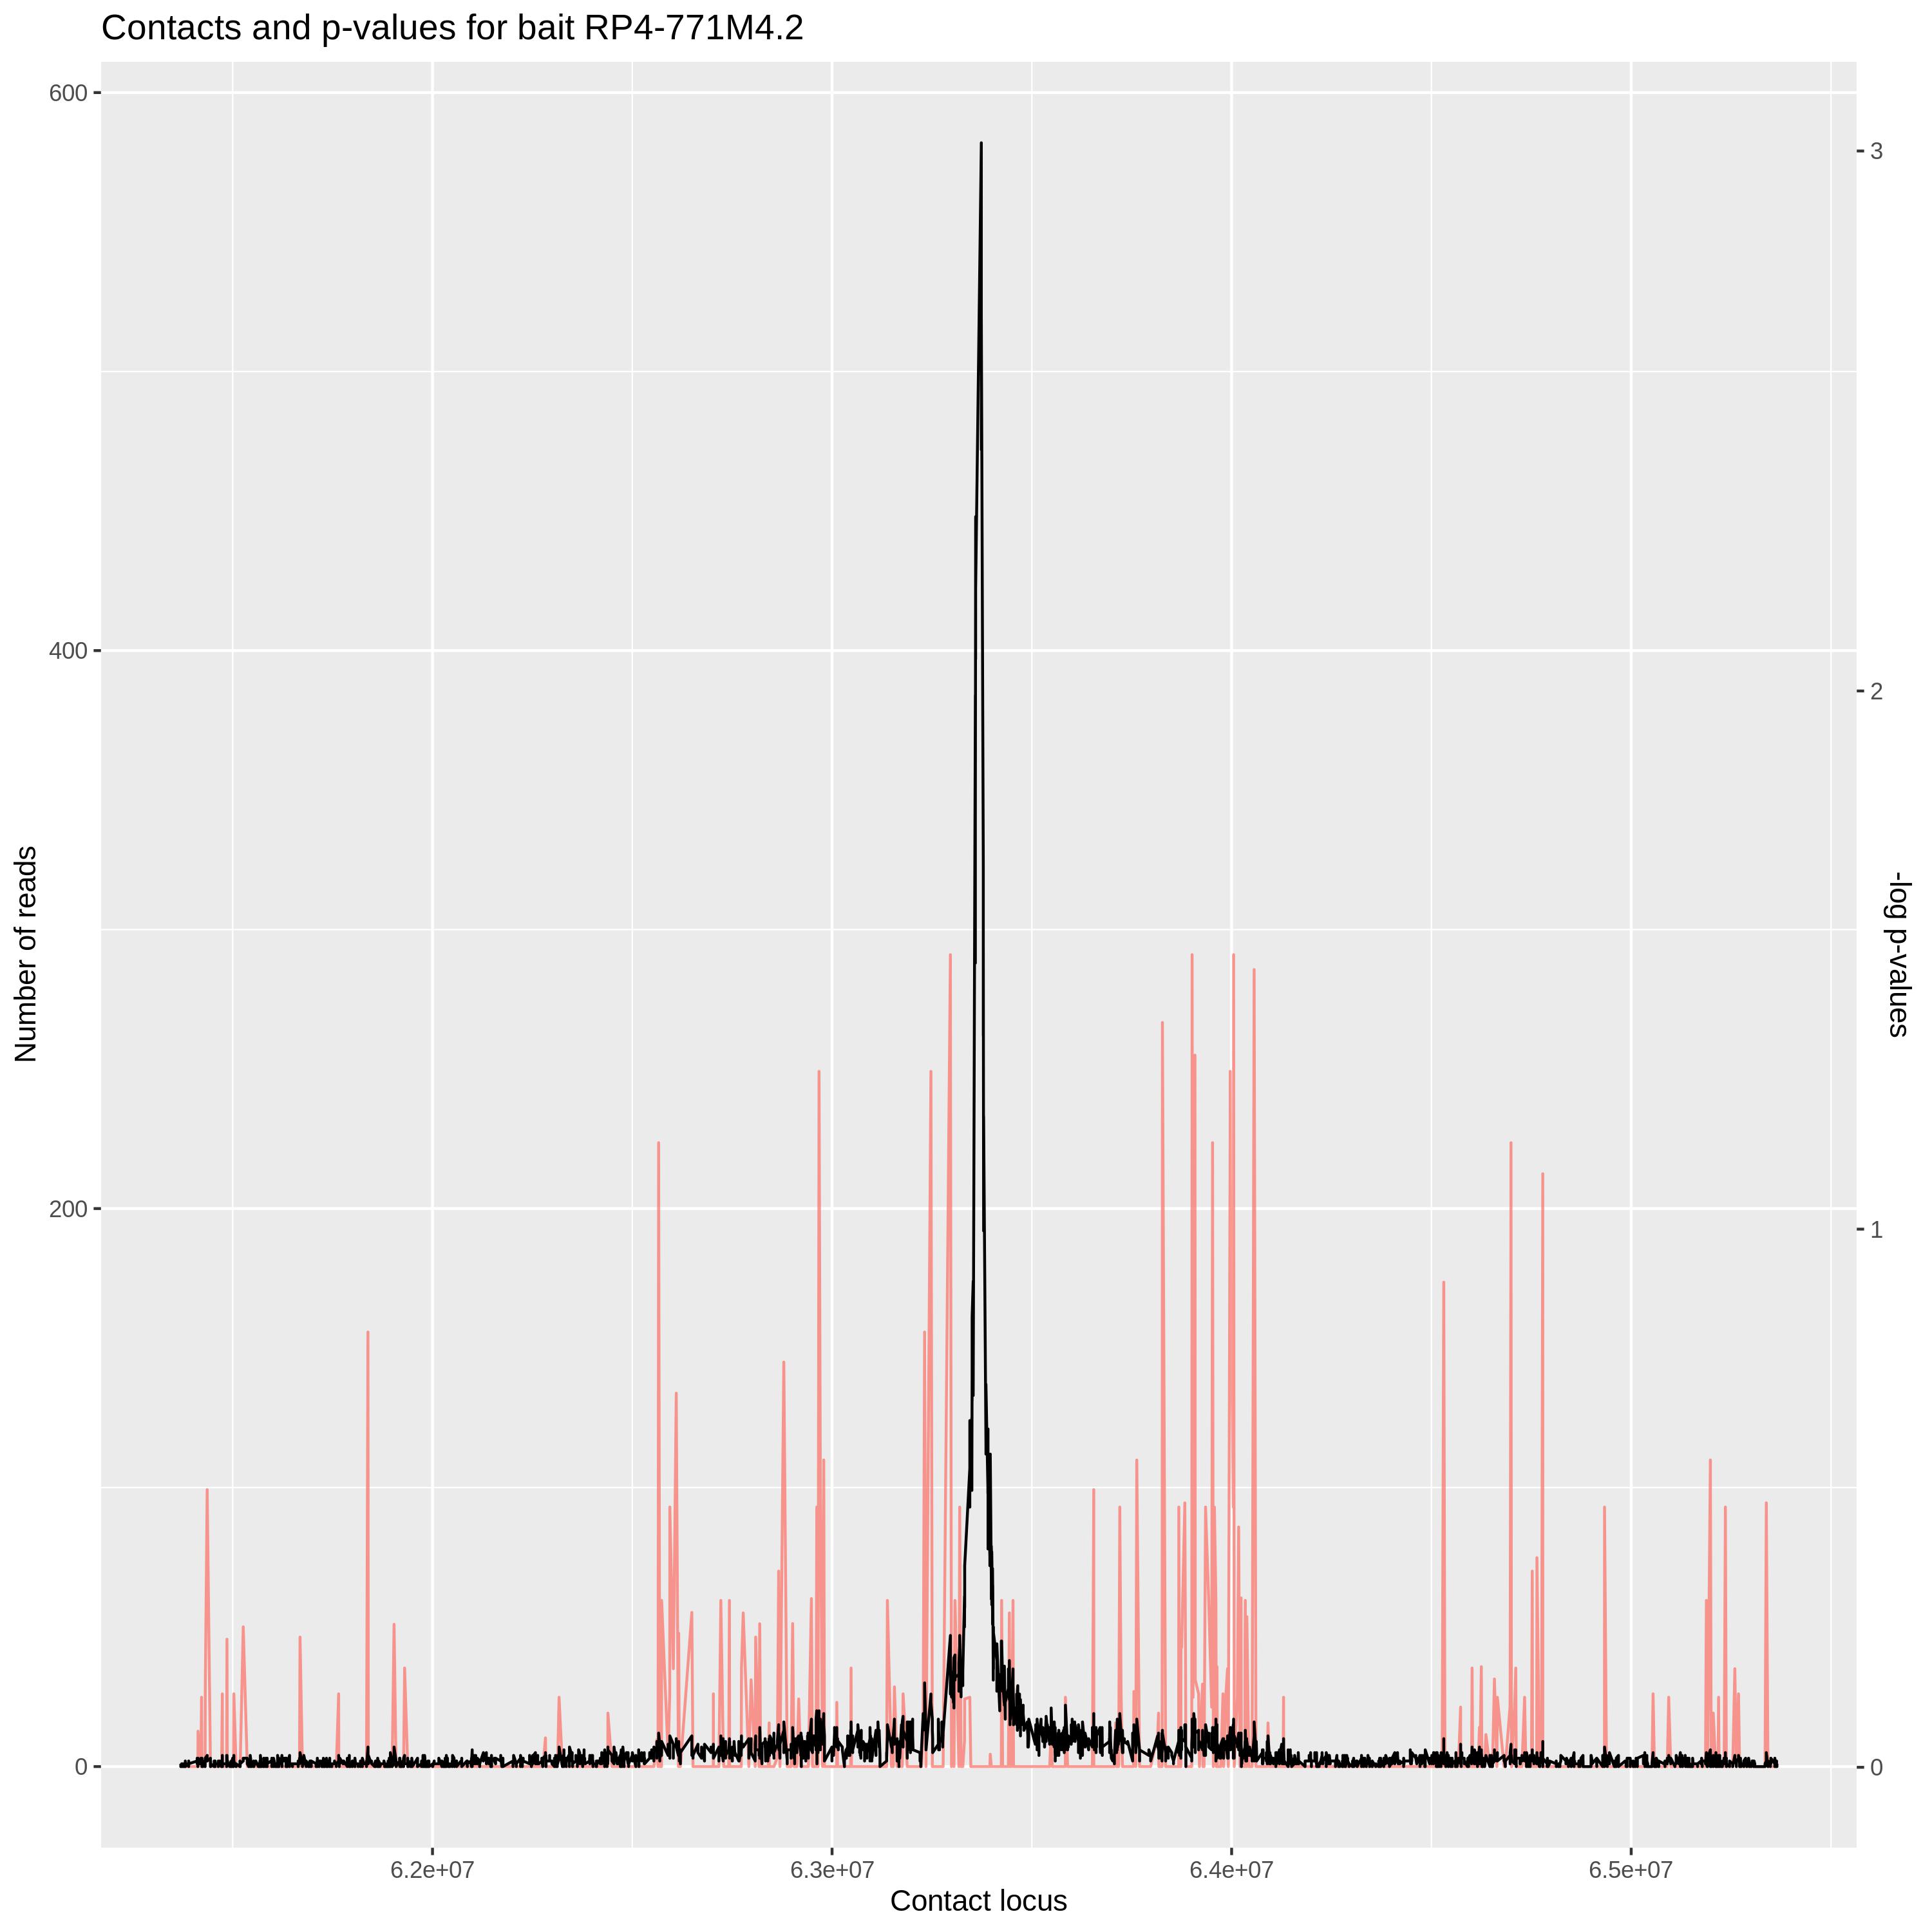 Contacts and p-values for bait RP4-771M4.2
600
400
200
0
3
2
1
0
Number of reads
-log p-values
6.2e+07
6.3e+07
6.4e+07
6.5e+07
Contact locus